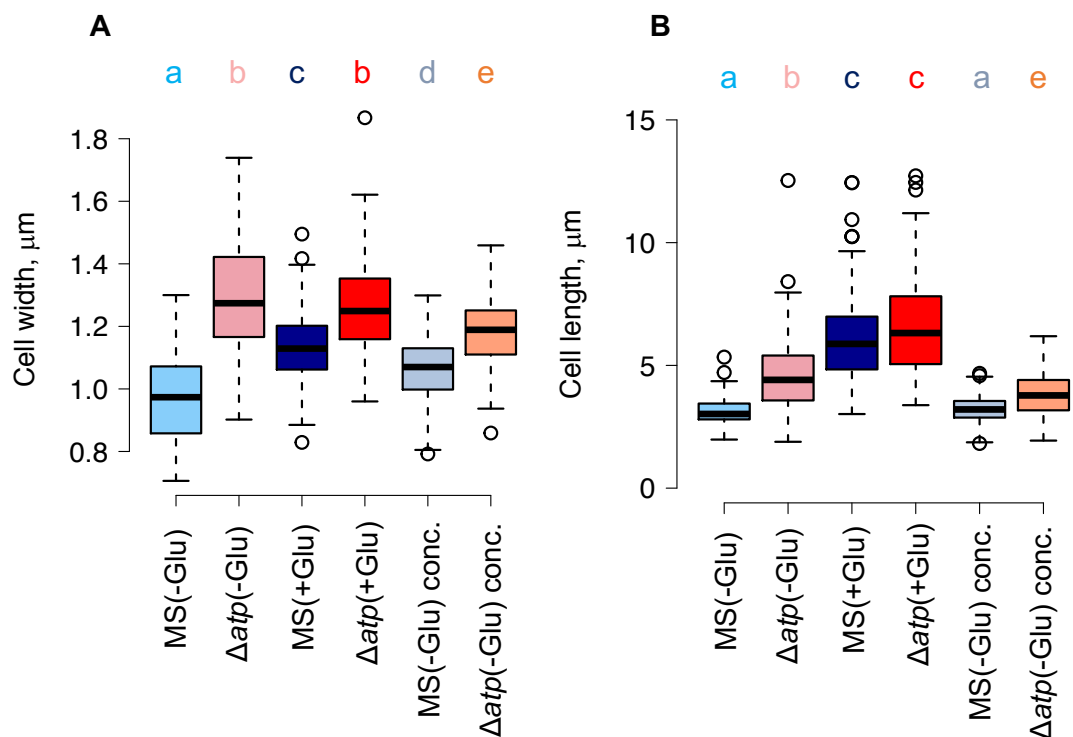 A
a b c b d e
1.8
1.6
1.4
1.2
1.0
0.8
Cell width, μm
MS(-Glu)
Δatp(-Glu)
MS(+Glu)
Δatp(+Glu)
MS(-Glu) conc.
Δatp(-Glu) conc.
B
a b c c a e
15
10
5
0
Cell length, μm
MS(-Glu)
Δatp(-Glu)
MS(+Glu)
Δatp(+Glu)
MS(-Glu) conc.
Δatp(-Glu) conc.